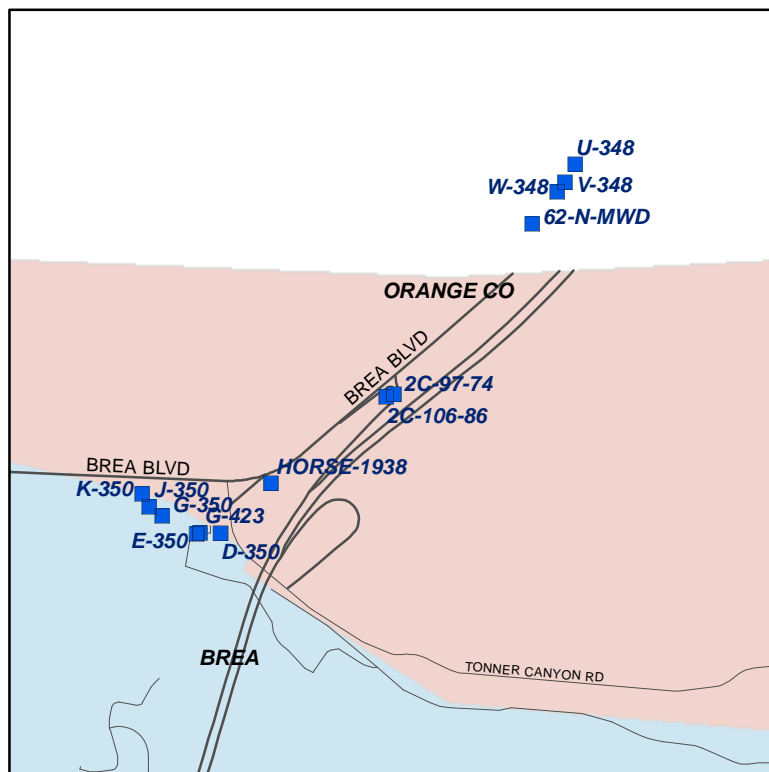 U-348
W-348
V-348
62-N-MWD
ORANGE CO
BREA BLVD
2C-97-74
2C-106-86
BREA BLVD
HORSE-1938
K-350
J-350
G-350
G-423
E-350
D-350
BREA
TONNER CANYON RD